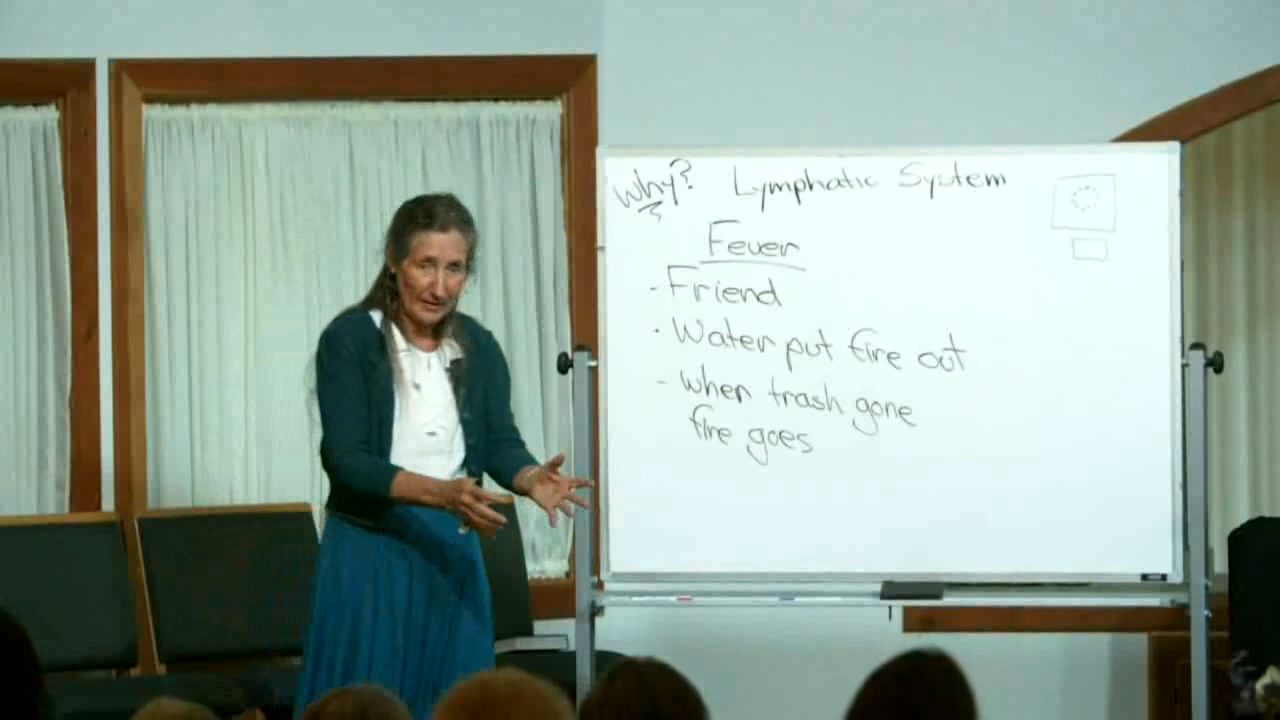 Why? Lymphatic System
Fever
- Friend
· Water put fire out
- when trash gone
fire goes